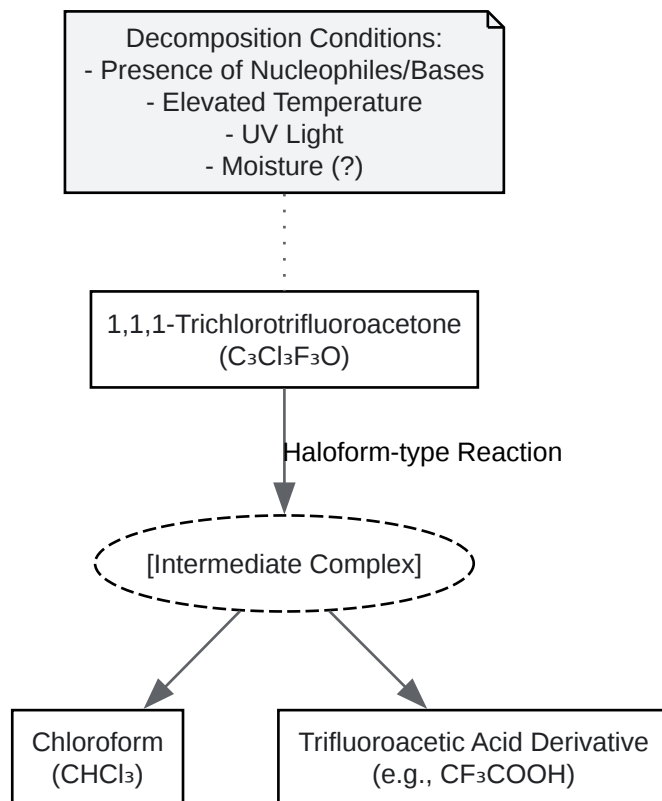 Decomposition Conditions:
- Presence of Nucleophiles/Bases
- Elevated Temperature
- UV Light
- Moisture (?)
1,1,1-Trichlorotrifluoroacetone
(C₃Cl₃F₃O)
Haloform-type Reaction
[Intermediate Complex]
Chloroform
(CHCl₃)
Trifluoroacetic Acid Derivative
(e.g., CF₃COOH)